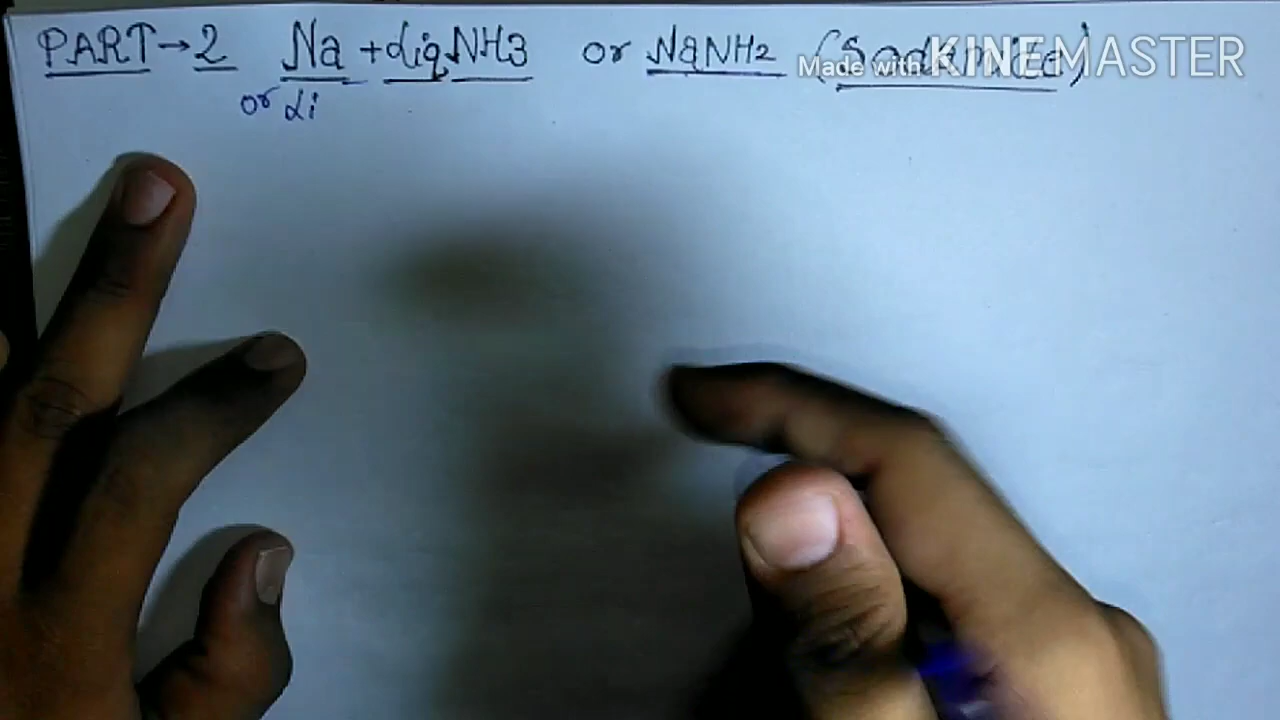 PART→2 Na + Liq NH3 or NaNH2 (
or Li
Made with KINEMASTER